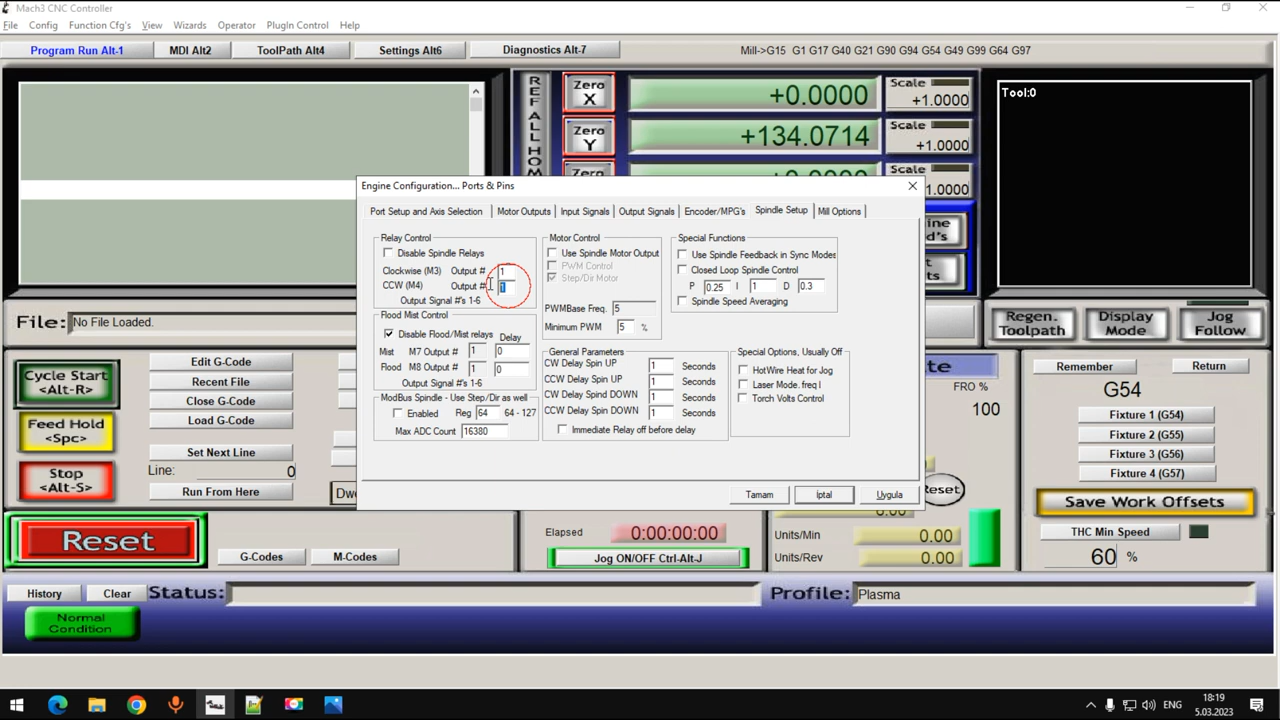 Mach3 CNC Controller
File Config Function Cfg's View Wizards Operator PlugIn Control Help
Program Run Alt-1 MDI Alt2 ToolPath Alt4 Settings Alt6 Diagnostics Alt-7 Mill->G15 G1 G17 G40 G21 G90 G94 G54 G49 G99 G64 G97
REF ALL HOM
Zero X +0.0000 Scale +1.0000
Zero Y +134.0714 Scale +1.0000
Zero Scale +1.0000
Tool:0
Engine Configuration... Ports & Pins
Port Setup and Axis Selection Motor Outputs Input Signals Output Signals Encoder/MPG's Spindle Setup Mill Options
Relay Control
Disable Spindle Relays
Clockwise (M3) Output # 1
CCW (M4) Output # 1
Output Signal #'s 1-6
Flood Mist Control
Disable Flood/Mist relays Delay
Mist M7 Output # 1 0
Flood M8 Output # 1 0
Output Signal #'s 1-6
ModBus Spindle - Use Step/Dir as well
Enabled Reg 64 64 - 127
Max ADC Count 16380
Motor Control
Use Spindle Motor Output
PWM Control
Step/Dir Motor
PWMBase Freq. 5
Minimum PWM 5 %
General Parameters
CW Delay Spin UP 1 Seconds
CCW Delay Spin UP 1 Seconds
CW Delay Spind DOWN 1 Seconds
CCW Delay Spin DOWN 1 Seconds
Immediate Relay off before delay
Special Functions
Use Spindle Feedback in Sync Modes
Closed Loop Spindle Control
P 0.25 I 1 D 0.3
Spindle Speed Averaging
Special Options, Usually Off
HotWire Heat for Jog
Laser Mode. freq I
Torch Volts Control
Tamam Iptal Uygula
File: No File Loaded.
Regen. Toolpath Display Mode Jog Follow
Cycle Start <Alt-R>
Feed Hold <Spc>
Stop <Alt-S>
Edit G-Code
Recent File
Close G-Code
Load G-Code
Set Next Line
Line: 0
Run From Here
FRO %
100
Reset
Remember Return
G54
Fixture 1 (G54)
Fixture 2 (G55)
Fixture 3 (G56)
Fixture 4 (G57)
Save Work Offsets
THC Min Speed
60 %
Reset
G-Codes M-Codes
Elapsed 0:00:00:00
Jog ON/OFF Ctrl-Alt-J
Units/Min 0.00
Units/Rev 0.00
History Clear Status: Profile: Plasma
Normal Condition
ENG 18:19
5.03.2023